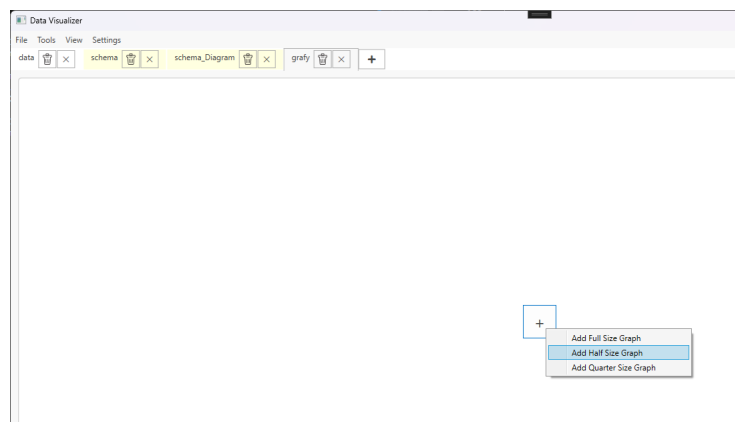 Data Visualizer
File Tools View Settings
data schema schema_Diagram grafy +
+
Add Full Size Graph
Add Half Size Graph
Add Quarter Size Graph